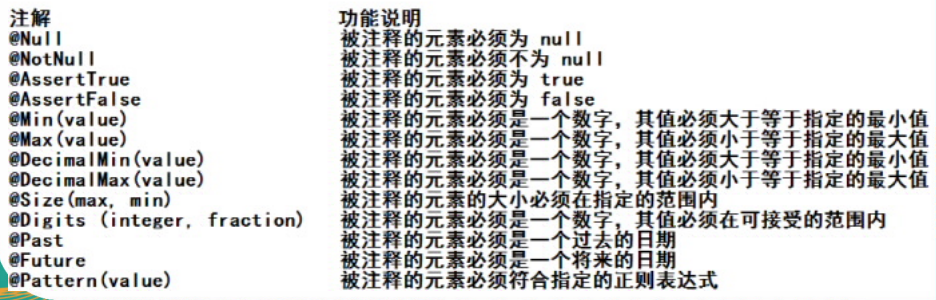 注解 功能说明
@Null 被注释的元素必须为 null
@NotNull 被注释的元素必须不为 null
@AssertTrue 被注释的元素必须为 true
@AssertFalse 被注释的元素必须为 false
@Min(value) 被注释的元素必须是一个数字，其值必须大于等于指定的最小值
@Max(value) 被注释的元素必须是一个数字，其值必须小于等于指定的最大值
@DecimalMin(value) 被注释的元素必须是一个数字，其值必须大于等于指定的最小值
@DecimalMax(value) 被注释的元素必须是一个数字，其值必须小于等于指定的最大值
@Size(max, min) 被注释的元素的大小必须在指定的范围内
@Digits (integer, fraction) 被注释的元素必须是一个数字，其值必须在可接受的范围内
@Past 被注释的元素必须是一个过去的日期
@Future 被注释的元素必须是一个将来的日期
@Pattern(value) 被注释的元素必须符合指定的正则表达式